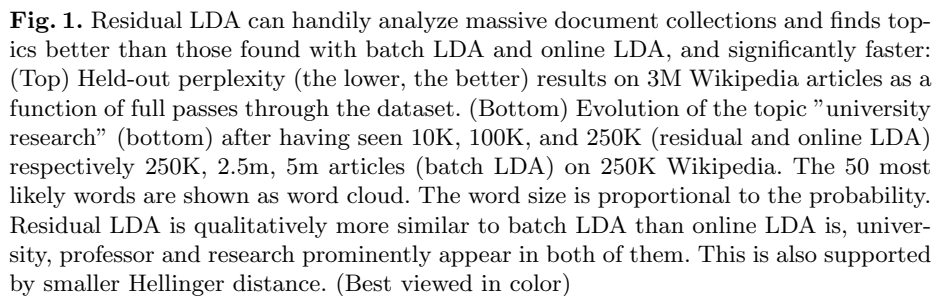 Fig. 1. Residual LDA can handily analyze massive document collections and finds top-
ics better than those found with batch LDA and online LDA, and significantly faster:
(Top) Held-out perplexity (the lower, the better) results on 3M Wikipedia articles as a
function of full passes through the dataset. (Bottom) Evolution of the topic ”university
research” (bottom) after having seen 10K, 100K, and 250K (residual and online LDA)
respectively 250K, 2.5m, 5m articles (batch LDA) on 250K Wikipedia. The 50 most
likely words are shown as word cloud. The word size is proportional to the probability.
Residual LDA is qualitatively more similar to batch LDA than online LDA is, univer-
sity, professor and research prominently appear in both of them. This is also supported
by smaller Hellinger distance. (Best viewed in color)